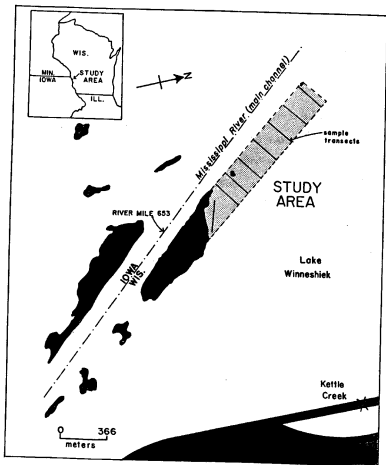 WIS.
MIN.
IOWA
STUDY
AREA
ILL.
N
Mississippi River (main channel)
sample
transects
STUDY
AREA
RIVER MILE 653
Lake
Winneshiek
IOWA
WIS.
Kettle
Creek
0 366
meters